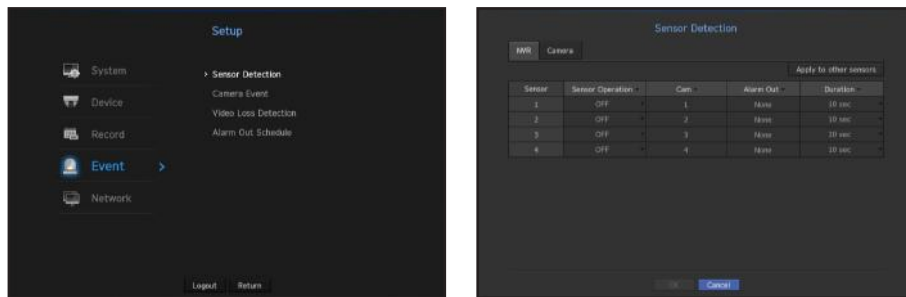 Setup
System
Device
Record
Event >
Network
> Sensor Detection
Camera Event
Video Loss Detection
Alarm Out Schedule
Logout Return
Sensor Detection
NVR Camera
Apply to other sensors
Sensor Sensor Operation Cam Alarm Out Duration
1 OFF 1 None 10 sec
2 OFF 2 None 10 sec
3 OFF 3 None 10 sec
4 OFF 4 None 10 sec
OK Cancel